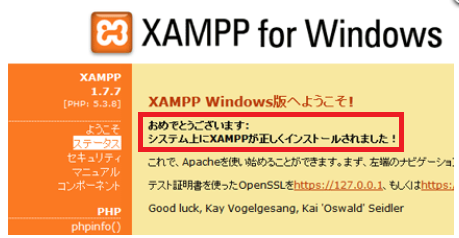 XAMPP for Windows
XAMPP
1.7.7
[PHP: 5.3.8]
ようこそ
ステータス
セキュリティ
マニュアル
コンポーネント
PHP
phpinfo()
XAMPP Windows版へようこそ!
おめでとうございます:
システム上にXAMPPが正しくインストールされました!
これで、Apacheを使い始めることができます。まず、左端のナビゲーショ
テスト証明書を使ったOpenSSLをhttps://127.0.0.1、もしくはhttps:/
Good luck, Kay Vogelgesang, Kai 'Oswald' Seidler